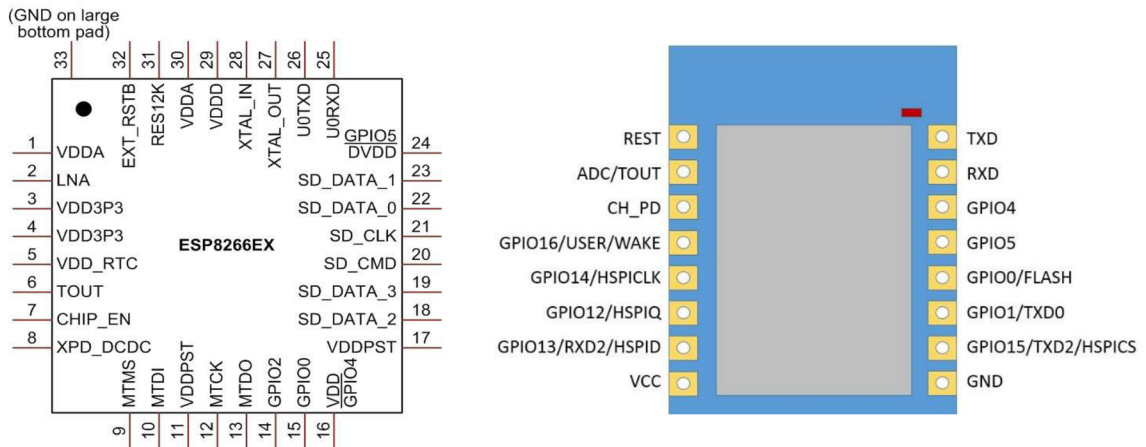 (GND on large
bottom pad)
33
32
31
30
29
28
27
26
25
EXT_RSTB
RES12K
VDDA
VDDD
XTAL_IN
XTAL_OUT
U0TXD
U0RXD
1 VDDA
2 LNA
3 VDD3P3
4 VDD3P3
5 VDD_RTC
6 TOUT
7 CHIP_EN
8 XPD_DCDC
ESP8266EX
GPIO5
DVDD 24
SD_DATA_1 23
SD_DATA_0 22
SD_CLK 21
SD_CMD 20
SD_DATA_3 19
SD_DATA_2 18
VDDPST 17
MTMS
MTDI
VDDPST
MTCK
MTDO
GPIO2
GPIO0
VDD
GPIO4
9
10
11
12
13
14
15
16
REST
ADC/TOUT
CH_PD
GPIO16/USER/WAKE
GPIO14/HSPICLK
GPIO12/HSPIQ
GPIO13/RXD2/HSPID
VCC
TXD
RXD
GPIO4
GPIO5
GPIO0/FLASH
GPIO1/TXD0
GPIO15/TXD2/HSPICS
GND